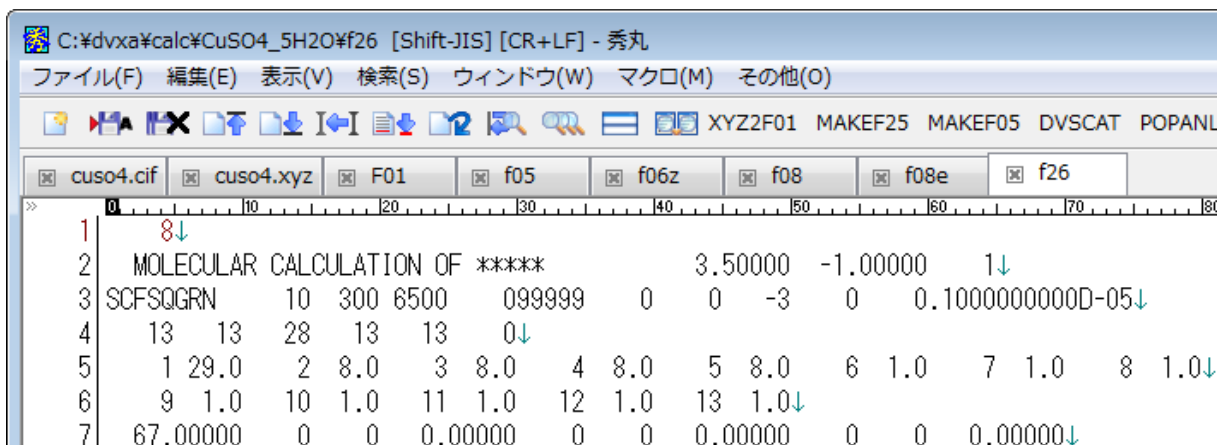 C:¥dvxa¥calc¥CuSO4_5H2O¥f26 [Shift-JIS] [CR+LF] - 秀丸
ファイル(F) 編集(E) 表示(V) 検索(S) ウィンドウ(W) マクロ(M) その他(O)
XYZ2F01 MAKEF25 MAKEF05 DVSCAT POPANL
cuso4.cif cuso4.xyz F01 f05 f06z f08 f08e f26
0 10 20 30 40 50 60 70 80
1 8↓
2 MOLECULAR CALCULATION OF ***** 3.50000 -1.00000 1↓
3 SCFSQGRN 10 300 6500 099999 0 0 -3 0 0.1000000000D-05↓
4 13 13 28 13 13 0↓
5 1 29.0 2 8.0 3 8.0 4 8.0 5 8.0 6 1.0 7 1.0 8 1.0↓
6 9 1.0 10 1.0 11 1.0 12 1.0 13 1.0↓
7 67.00000 0 0 0.00000 0 0 0.00000 0 0 0.00000↓